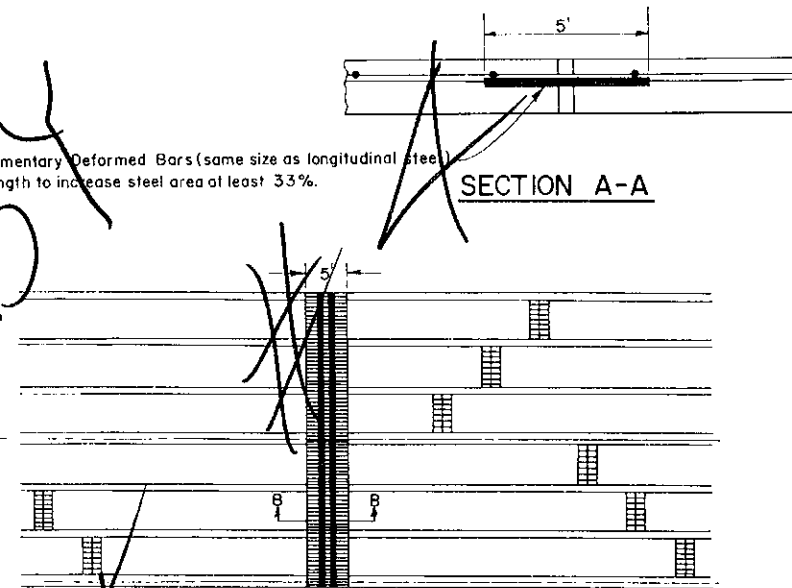 5'
mentary Deformed Bars (same size as longitudinal steel)
ngth to increase steel area at least 33%.
SECTION A-A
5'
B B